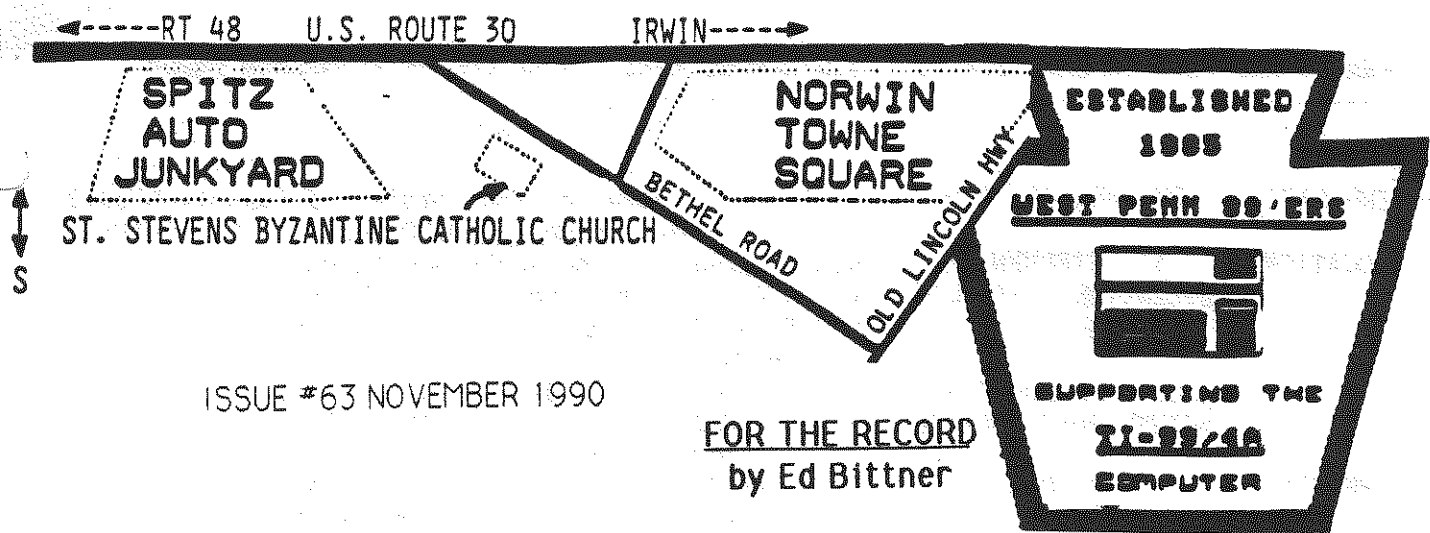 RT 48 U.S. ROUTE 30 IRWIN
SPITZ
AUTO
JUNKYARD
NORWIN
TOWNE
SQUARE
ESTABLISHED
1985
WEST PENN 99'ERS
BETHEL ROAD
OLD LINCOLN HWY
ST. STEVENS BYZANTINE CATHOLIC CHURCH
S
ISSUE #63 NOVEMBER 1990
FOR THE RECORD
by Ed Bittner
SUPPORTING THE
TI-99/4A
COMPUTER